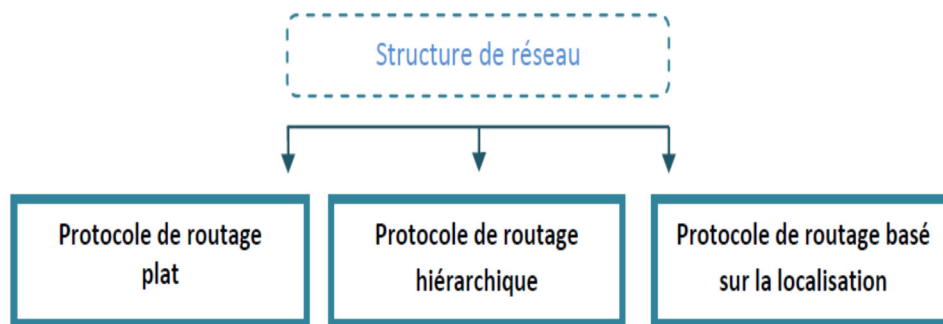 Structure de réseau
Protocole de routage
plat
Protocole de routage
hiérarchique
Protocole de routage basé
sur la localisation